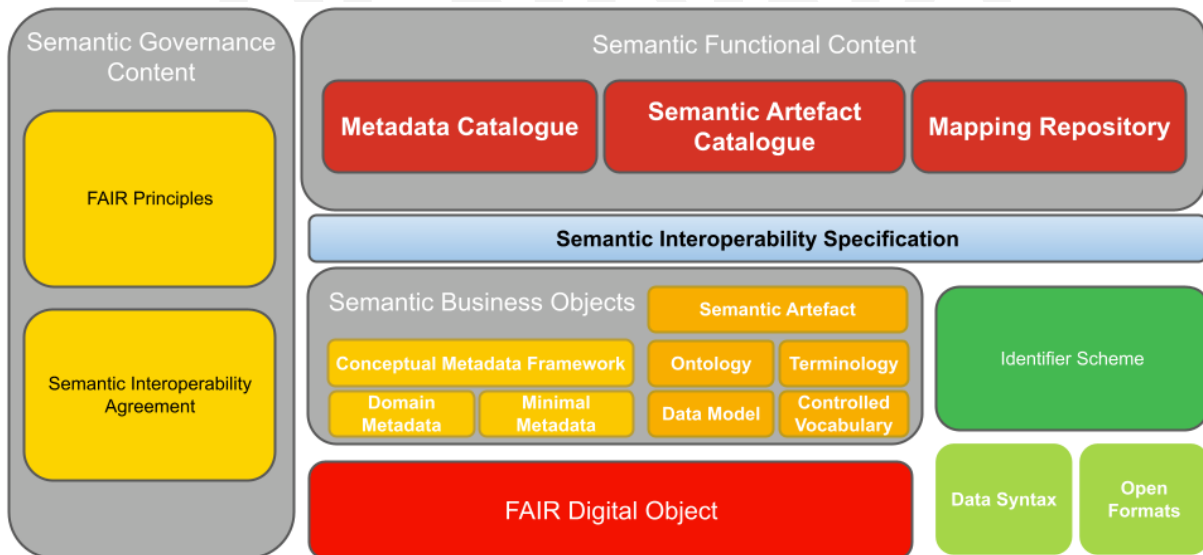 Semantic Governance
Content
FAIR Principles
Semantic Interoperability
Agreement
Semantic Functional Content
Metadata Catalogue
Semantic Artefact
Catalogue
Mapping Repository
Semantic Interoperability Specification
Semantic Business Objects
Semantic Artefact
Conceptual Metadata Framework
Ontology
Terminology
Domain
Metadata
Minimal
Metadata
Data Model
Controlled
Vocabulary
Identifier Scheme
FAIR Digital Object
Data Syntax
Open
Formats